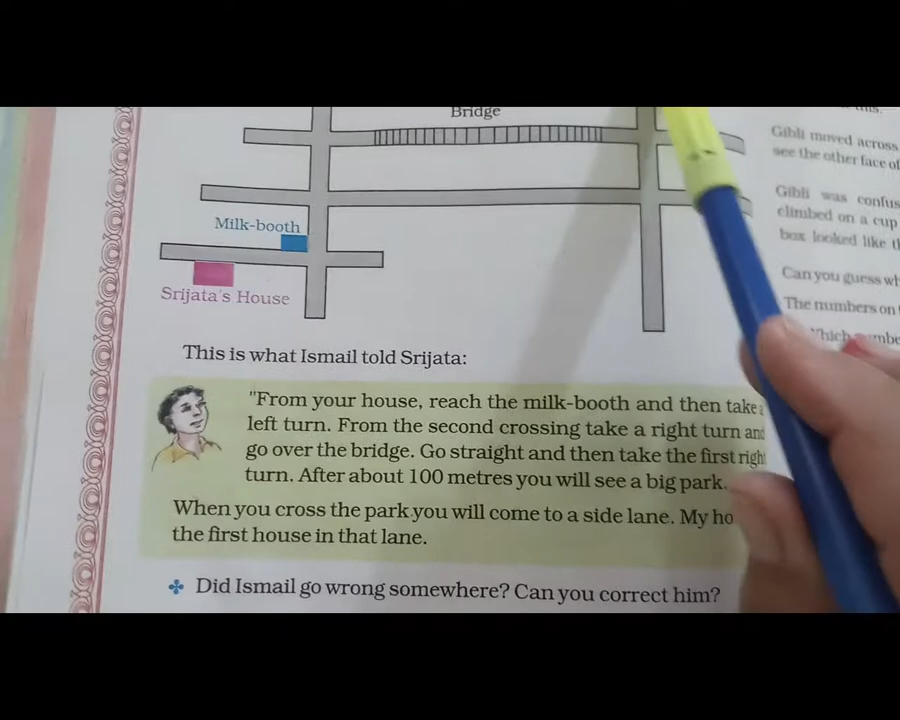 Bridge
Milk-booth
Srijata's House
This is what Ismail told Srijata:
"From your house, reach the milk-booth and then take
left turn. From the second crossing take a right turn and
go over the bridge. Go straight and then take the first right
turn. After about 100 metres you will see a big park.
When you cross the park you will come to a side lane. My
the first house in that lane.
Did Ismail go wrong somewhere? Can you correct him?
Gibli moved across
see the other face of
Gibli was
climbed on a cup
box looked like
Can you guess
The numbers on